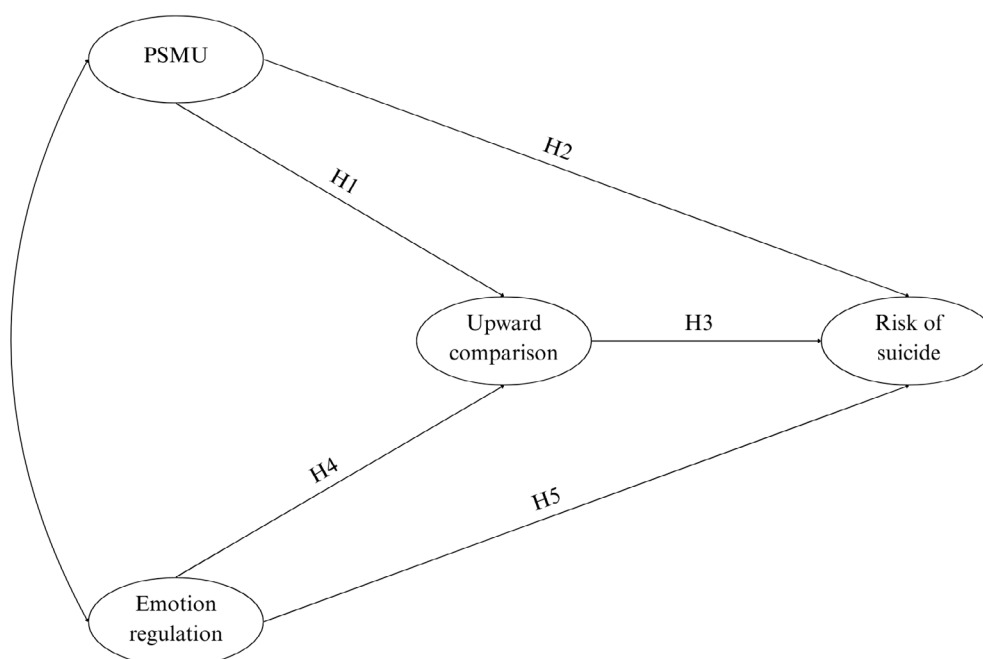 PSMU
H2
H1
Upward
comparison
H3
Risk of
suicide
H4
H5
Emotion
regulation